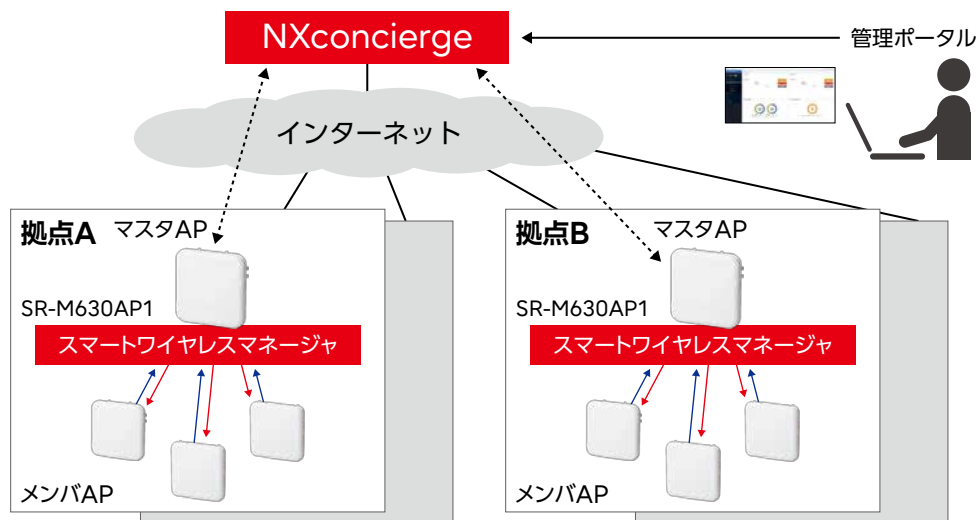 NXconcierge
管理ポータル
インターネット
拠点A
マスタAP
SR-M630AP1
スマートワイヤレスマネージャ
メンバAP
拠点B
マスタAP
SR-M630AP1
スマートワイヤレスマネージャ
メンバAP